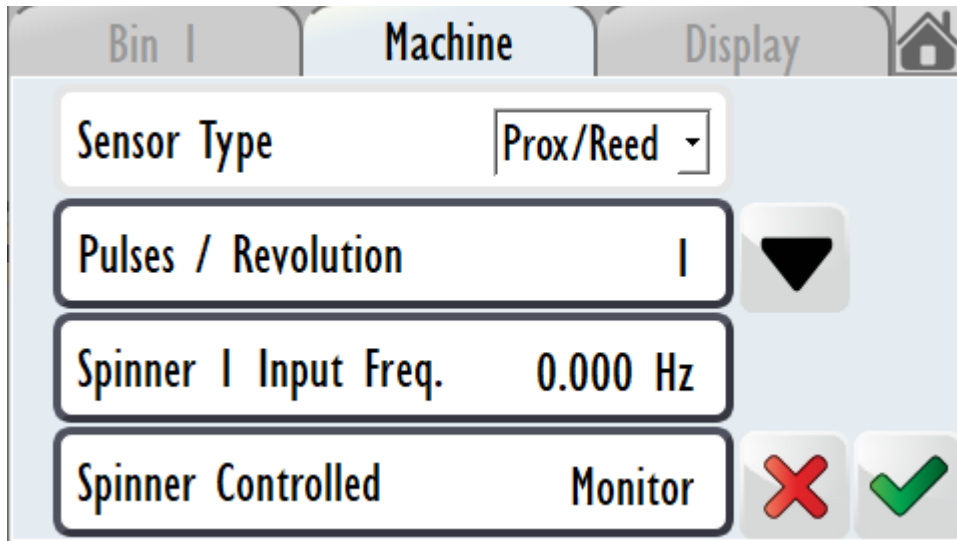 Bin 1 Machine Display
Sensor Type Prox/Reed
Pulses / Revolution 1
Spinner 1 Input Freq. 0.000 Hz
Spinner Controlled Monitor